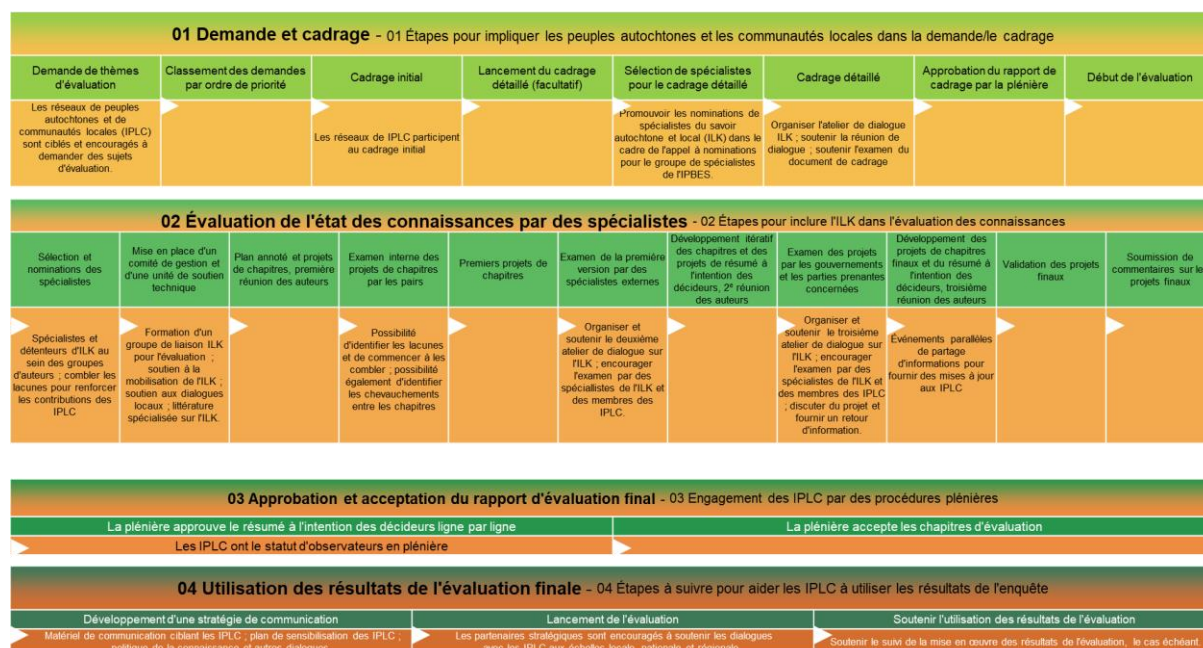 01 Demande et cadrage - 01 Étapes pour impliquer les peuples autochtones et les communautés locales dans la demande/le cadrage
Demande de thèmes
d'évaluation
Classement des demandes
par ordre de priorité
Cadrage initial
Lancement du cadrage
détaillé (facultatif)
Sélection de spécialistes
pour le cadrage détaillé
Cadrage détaillé
Approbation du rapport de
cadrage par la plénière
Début de l'évaluation
Les réseaux de peuples
autochtones et de
communautés locales (IPLC)
sont ciblés et encouragés à
demander des sujets
d'évaluation.
Les réseaux de IPLC participent
au cadrage initial
Promouvoir les nominations de
spécialistes du savoir
autochtone et local (ILK) dans le
cadre de l'appel à nominations
pour le groupe de spécialistes
de l'IPBES.
Organiser l'atelier de dialogue
ILK ; soutenir la réunion de
dialogue ; soutenir l'examen du
document de cadrage
02 Évaluation de l'état des connaissances par des spécialistes - 02 Étapes pour inclure l'ILK dans l'évaluation des connaissances
Sélection et
nominations des
spécialistes
Mise en place d'un
comité de gestion et
d'une unité de soutien
technique
Plan annoté et projets
de chapitres, première
réunion des auteurs
Examen interne des
projets de chapitres
par les pairs
Premiers projets de
chapitres
Examen de la première
version par des
spécialistes externes
Développement itératif
des chapitres et des
projets de résumé à
l'intention des
décideurs, 2e réunion
des auteurs
Examen des projets
par les gouvernements
et les parties prenantes
concernées
Développement des
projets de chapitres
finaux et du résumé à
l'intention des
décideurs, troisième
réunion des auteurs
Validation des projets
finaux
Soumission de
commentaires sur les
projets finaux
Spécialistes et
détenteurs d'ILK au
sein des groupes
d'auteurs ; combler les
lacunes pour renforcer
les contributions des
IPLC
Formation d'un
groupe de liaison ILK
pour l'évaluation ;
soutien à la
mobilisation de l'ILK ;
soutien aux dialogues
locaux ; littérature
spécialisée sur l'ILK.
Possibilité
d'identifier les lacunes
et de commencer à les
combler ; possibilité
également d'identifier
les chevauchements
entre les chapitres
Organiser et
soutenir le deuxième
atelier de dialogue sur
l'ILK ; encourager
l'examen par des
spécialistes de l'ILK et
des membres des
IPLC.
Organiser et
soutenir le troisième
atelier de dialogue sur
l'ILK ; encourager
l'examen par des
spécialistes de l'ILK et
des membres des IPLC
; discuter du projet et
fournir un retour
d'information.
Événements parallèles
de partage
d'informations pour
fournir des mises à jour
aux IPLC
03 Approbation et acceptation du rapport d'évaluation final - 03 Engagement des IPLC par des procédures plénières
La plénière approuve le résumé à l'intention des décideurs ligne par ligne
La plénière accepte les chapitres d'évaluation
Les IPLC ont le statut d'observateurs en plénière
04 Utilisation des résultats de l'évaluation finale - 04 Étapes à suivre pour aider les IPLC à utiliser les résultats de l'enquête
Développement d'une stratégie de communication
Lancement de l'évaluation
Soutenir l'utilisation des résultats de l'évaluation
Matériel de communication ciblant les IPLC ; plan de sensibilisation des IPLC ;
politique de la connaissance et autres dialogues
Les partenaires stratégiques sont encouragés à soutenir les dialogues
avec les IPLC aux échelles locale, nationale et régionale
Soutenir le suivi de la mise en œuvre des résultats de l'évaluation, le cas échéant.